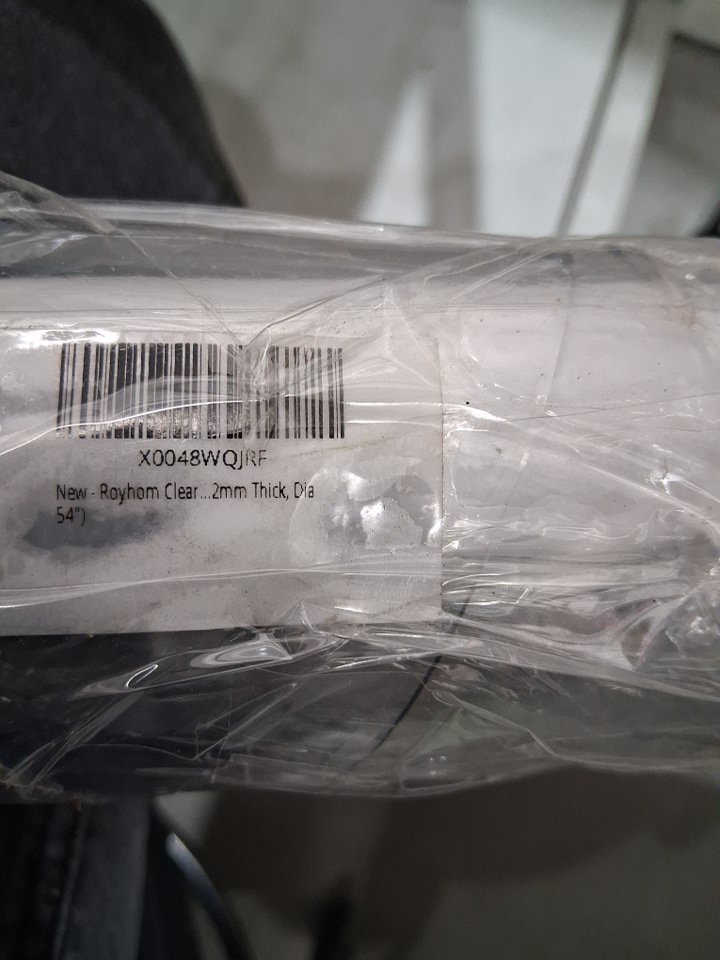 X0048WQJRF
New - Royhom Clear...2mm Thick, Dia
54")